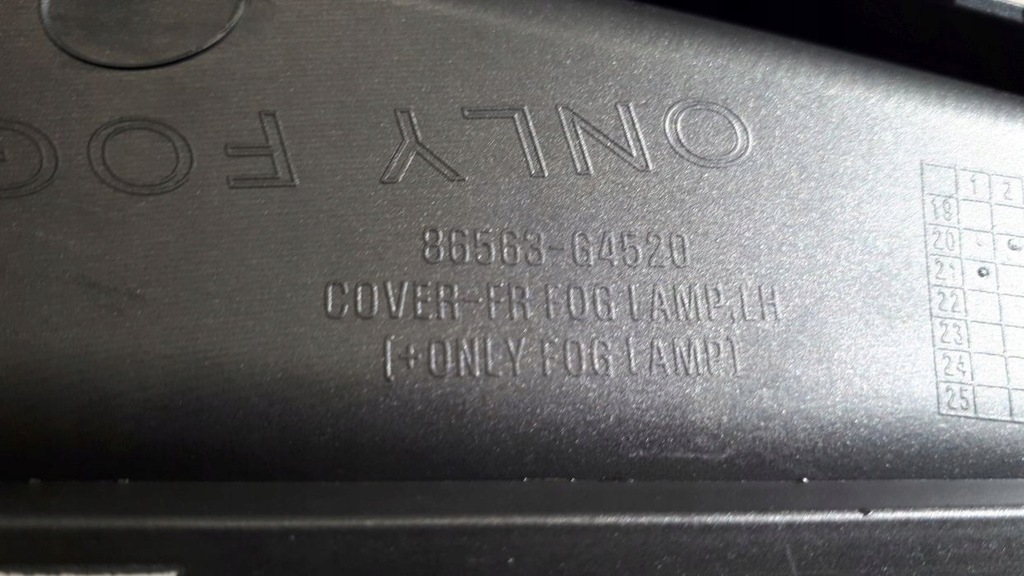 ONLY FOG
86563-G4520
COVER-FR FOG LAMP,LH
(+ONLY FOG LAMP)
1 2
19
20
21
22
23
24
25